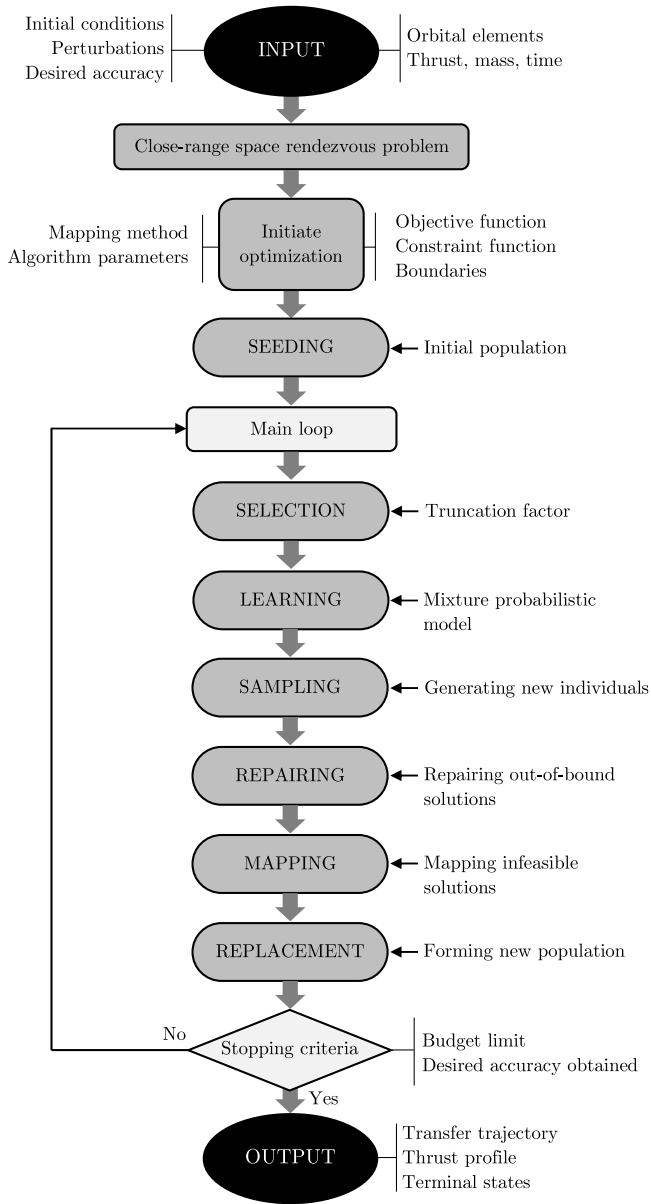 Initial conditions
Perturbations
Desired accuracy
INPUT
Orbital elements
Thrust, mass, time
Close-range space rendezvous problem
Mapping method
Algorithm parameters
Initiate
optimization
Objective function
Constraint function
Boundaries
SEEDING
Initial population
Main loop
SELECTION
Truncation factor
LEARNING
Mixture probabilistic
model
SAMPLING
Generating new individuals
REPAIRING
Repairing out-of-bound
solutions
MAPPING
Mapping infeasible
solutions
REPLACEMENT
Forming new population
No
Stopping criteria
Budget limit
Desired accuracy obtained
Yes
OUTPUT
Transfer trajectory
Thrust profile
Terminal states